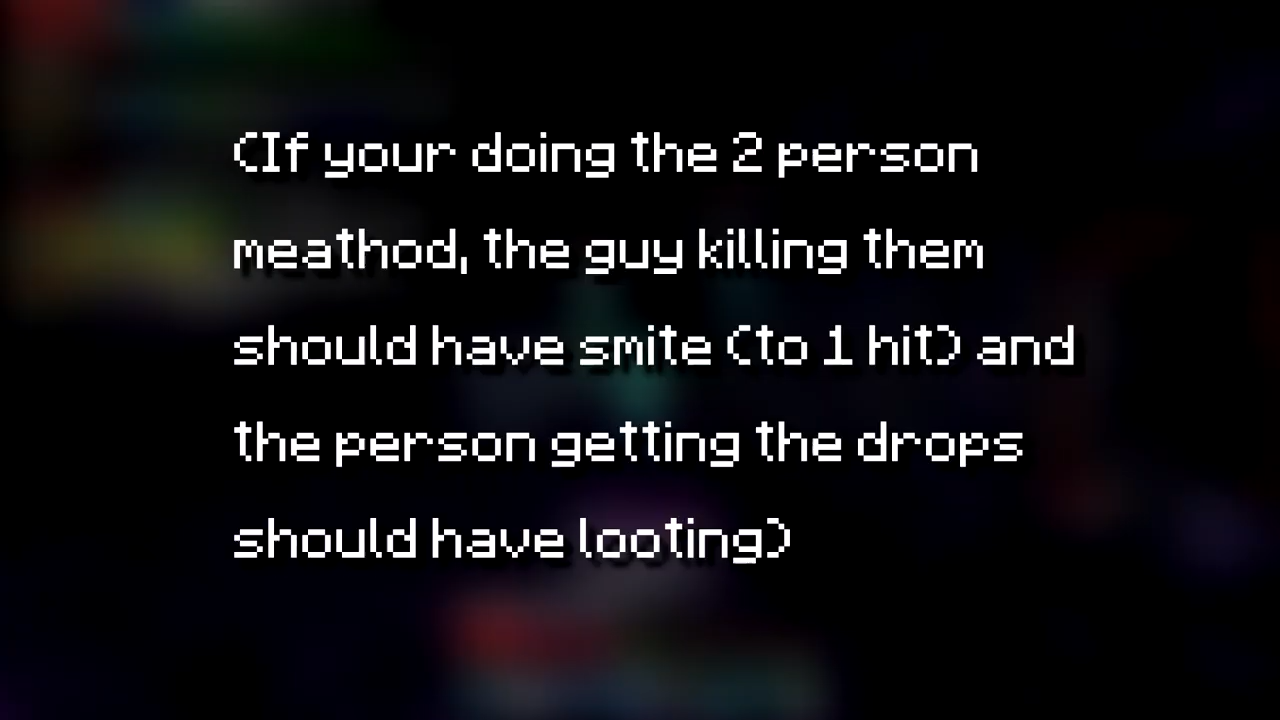 (If your doing the 2 person
meathod, the guy killing them
should have smite (to 1 hit) and
the person getting the drops
should have looting)